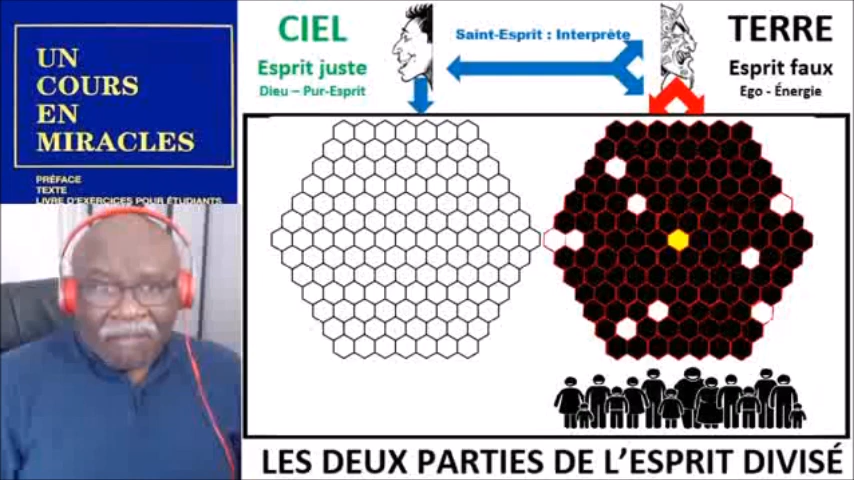 UN
COURS
EN
MIRACLES
PRÉFACE
TEXTE
LIVRE D'EXERCICES POUR ÉTUDIANTS
CIEL
Esprit juste
Dieu – Pur-Esprit
Saint-Esprit : Interprète
TERRE
Esprit faux
Ego - Énergie
LES DEUX PARTIES DE L'ESPRIT DIVISÉ